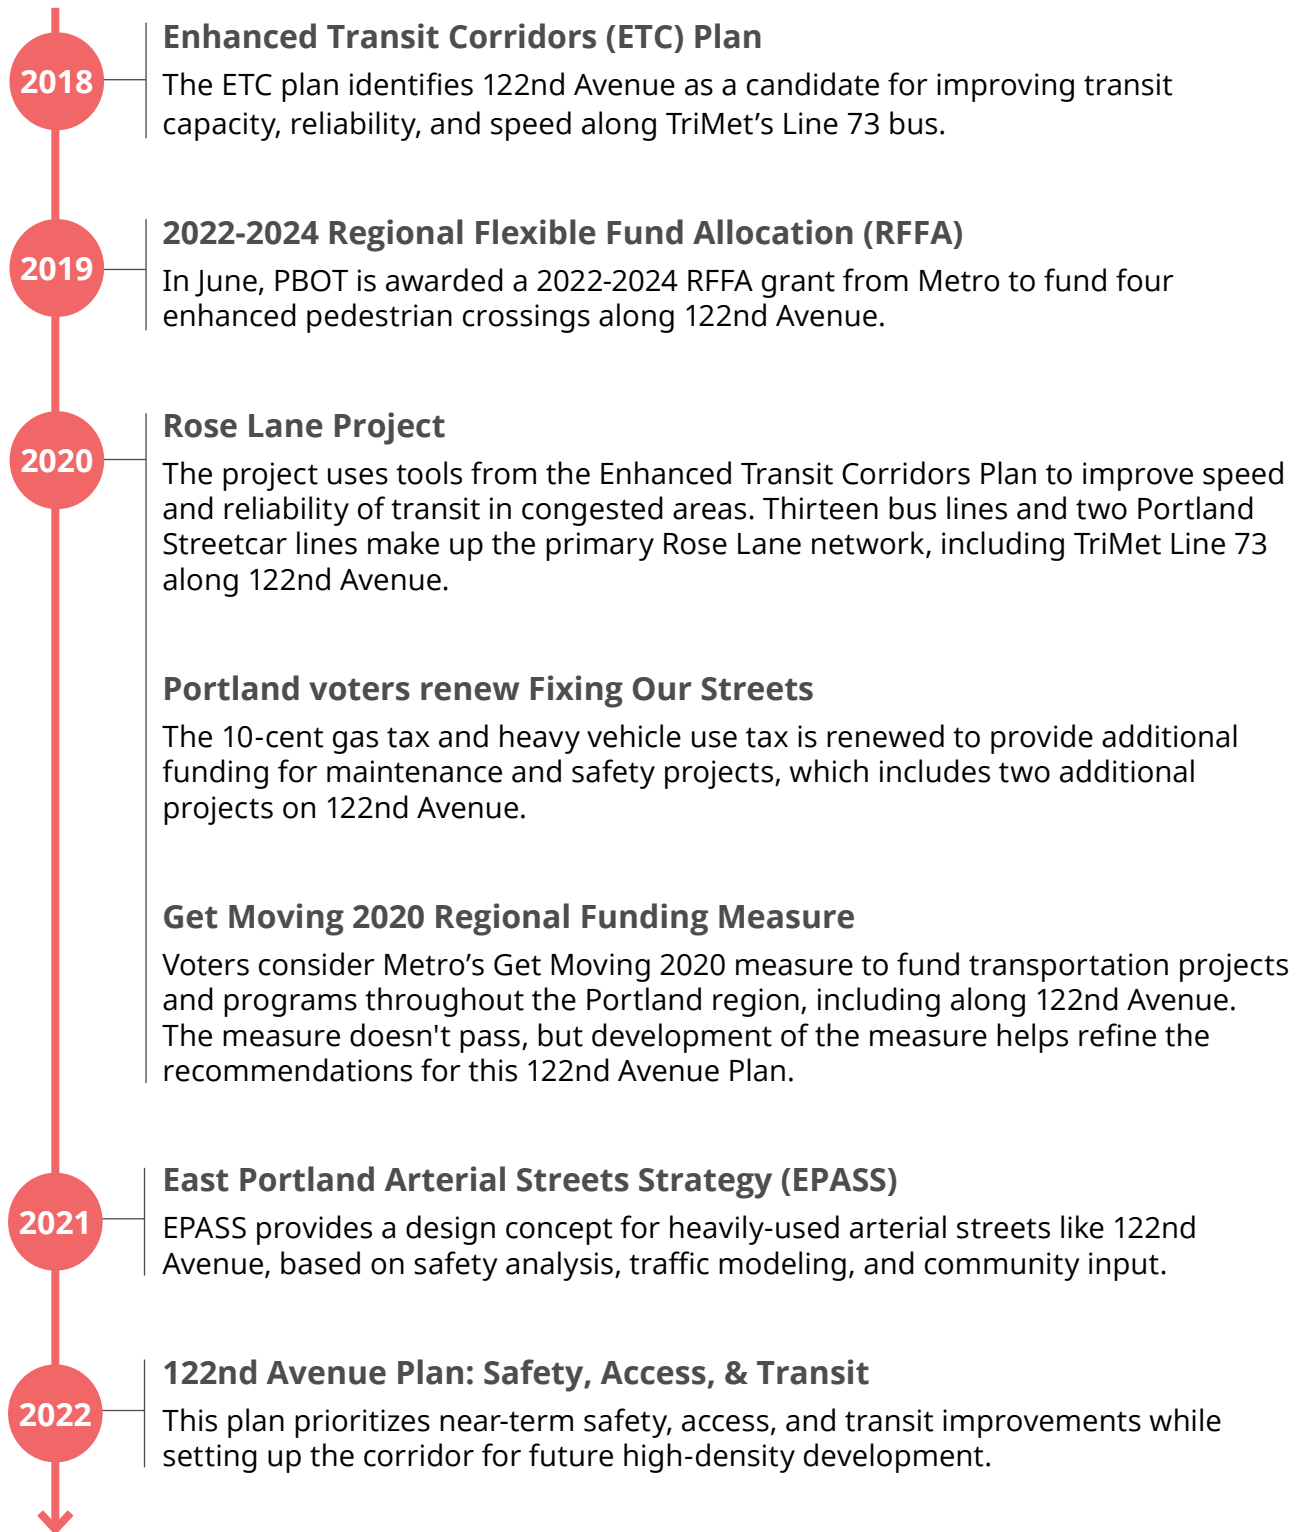 2018
Enhanced Transit Corridors (ETC) Plan
The ETC plan identifies 122nd Avenue as a candidate for improving transit
capacity, reliability, and speed along TriMet’s Line 73 bus.
2019
2022-2024 Regional Flexible Fund Allocation (RFFA)
In June, PBOT is awarded a 2022-2024 RFFA grant from Metro to fund four
enhanced pedestrian crossings along 122nd Avenue.
2020
Rose Lane Project
The project uses tools from the Enhanced Transit Corridors Plan to improve speed
and reliability of transit in congested areas. Thirteen bus lines and two Portland
Streetcar lines make up the primary Rose Lane network, including TriMet Line 73
along 122nd Avenue.
Portland voters renew Fixing Our Streets
The 10-cent gas tax and heavy vehicle use tax is renewed to provide additional
funding for maintenance and safety projects, which includes two additional
projects on 122nd Avenue.
Get Moving 2020 Regional Funding Measure
Voters consider Metro’s Get Moving 2020 measure to fund transportation projects
and programs throughout the Portland region, including along 122nd Avenue.
The measure doesn't pass, but development of the measure helps refine the
recommendations for this 122nd Avenue Plan.
2021
East Portland Arterial Streets Strategy (EPASS)
EPASS provides a design concept for heavily-used arterial streets like 122nd
Avenue, based on safety analysis, traffic modeling, and community input.
2022
122nd Avenue Plan: Safety, Access, & Transit
This plan prioritizes near-term safety, access, and transit improvements while
setting up the corridor for future high-density development.